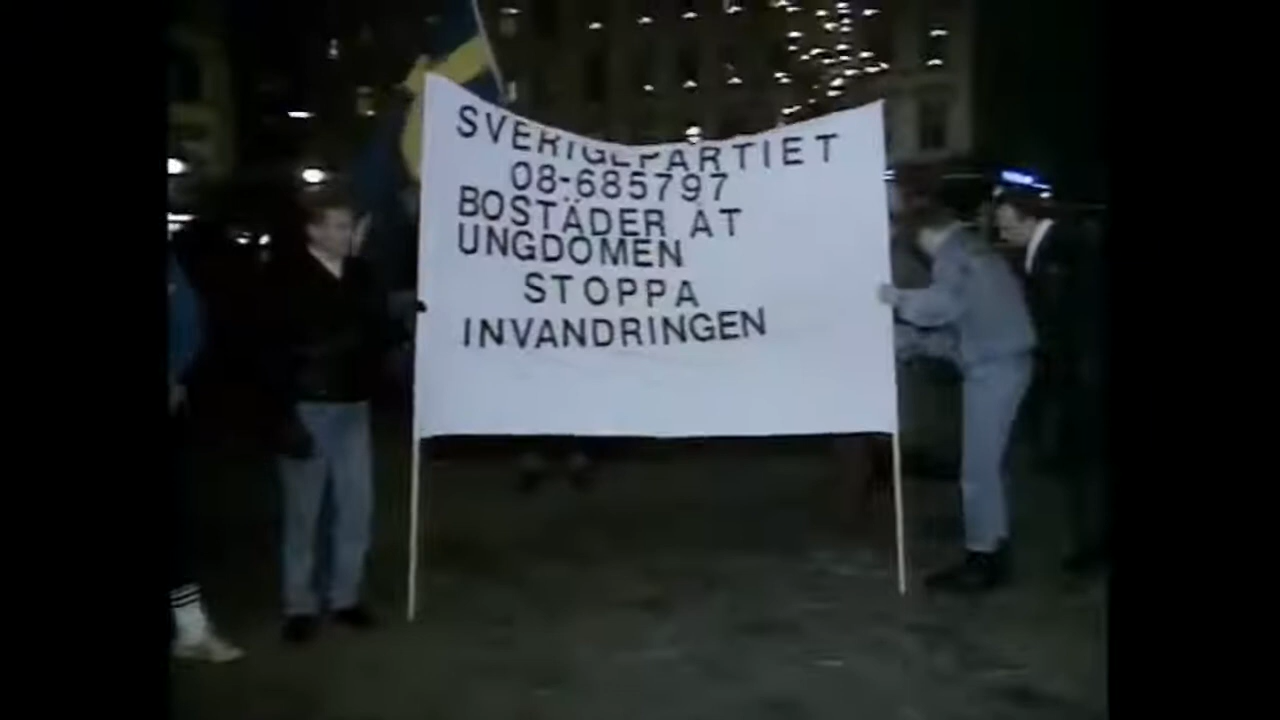 SVERIGEPARTIET
08-685797
BOSTÄDER ÅT
UNGDOMEN
STOPPA
INVANDRINGEN